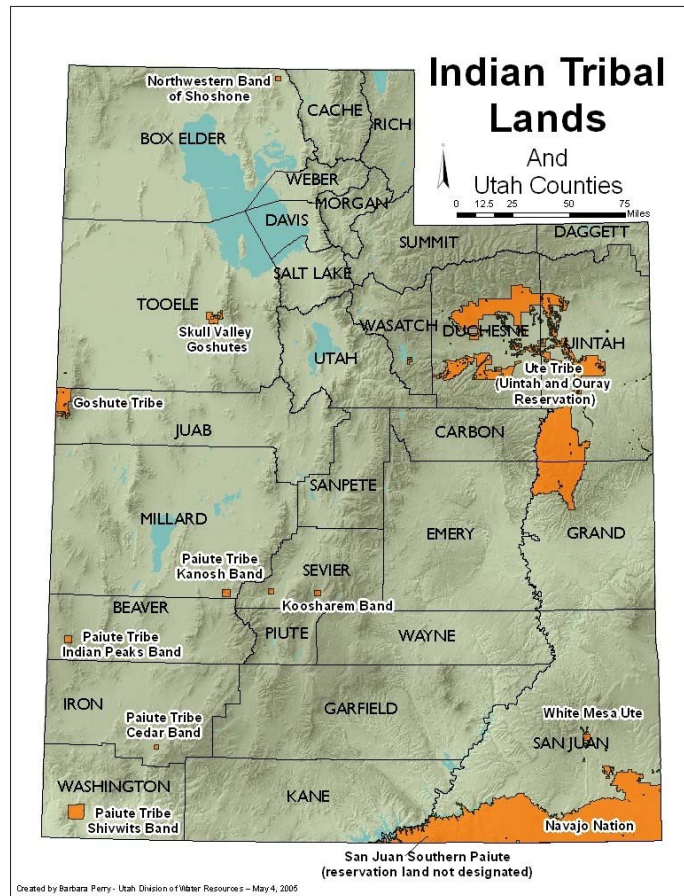 Indian Tribal
Lands
And
Utah Counties
0 12.5 25 50 75
Miles
Northwestern Band
of Shoshone
CACHE
RICH
BOX ELDER
WEBER
MORGAN
DAVIS
SUMMIT
DAGGETT
SALT LAKE
TOOELE
Skull Valley
Goshutes
WASATCH
DUCHESNE
UINTAH
UTAH
Ute Tribe
(Uintah and Ouray
Reservation)
Goshute Tribe
JUAB
CARBON
SANPETE
MILLARD
EMERY
GRAND
Paiute Tribe
Kanosh Band
SEVIER
Koosharem Band
BEAVER
Paiute Tribe
Indian Peaks Band
PIUTE
WAYNE
IRON
GARFIELD
Paiute Tribe
Cedar Band
White Mesa Ute
SAN JUAN
WASHINGTON
KANE
Paiute Tribe
Shivwits Band
Navajo Nation
San Juan Southern Paiute
(reservation land not designated)
Created by Barbara Perry - Utah Division of Water Resources – May 4, 2005